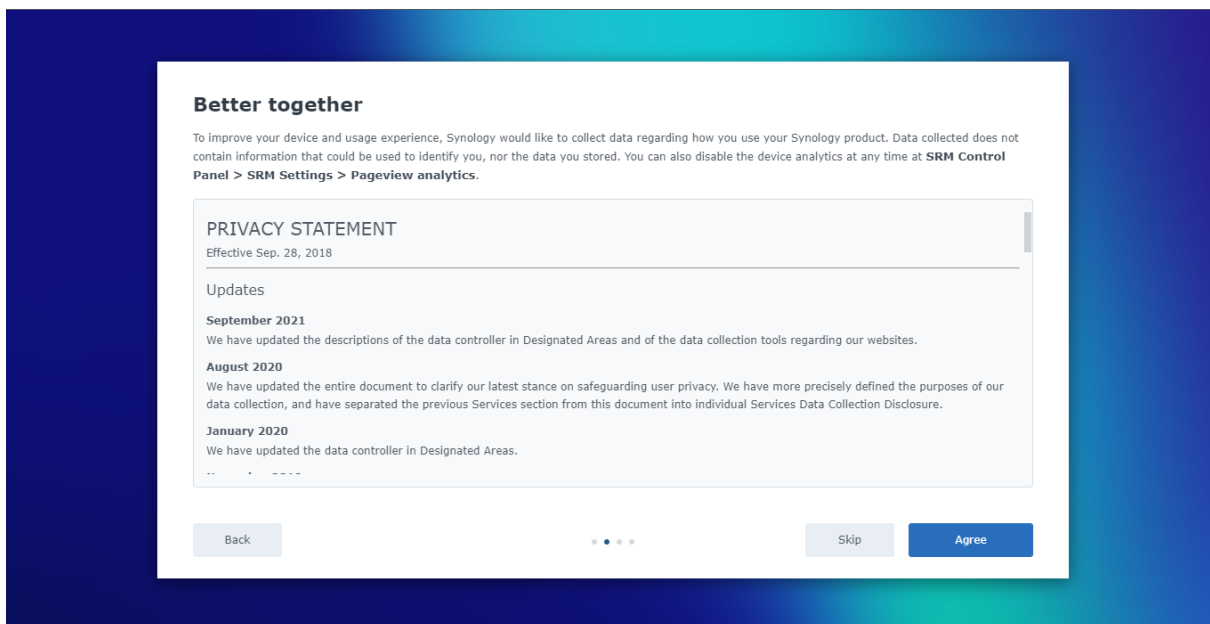 Better together
To improve your device and usage experience, Synology would like to collect data regarding how you use your Synology product. Data collected does not
contain information that could be used to identify you, nor the data you stored. You can also disable the device analytics at any time at SRM Control
Panel > SRM Settings > Pageview analytics.
PRIVACY STATEMENT
Effective Sep. 28, 2018
Updates
September 2021
We have updated the descriptions of the data controller in Designated Areas and of the data collection tools regarding our websites.
August 2020
We have updated the entire document to clarify our latest stance on safeguarding user privacy. We have more precisely defined the purposes of our
data collection, and have separated the previous Services section from this document into individual Services Data Collection Disclosure.
January 2020
We have updated the data controller in Designated Areas.
Back
Skip
Agree